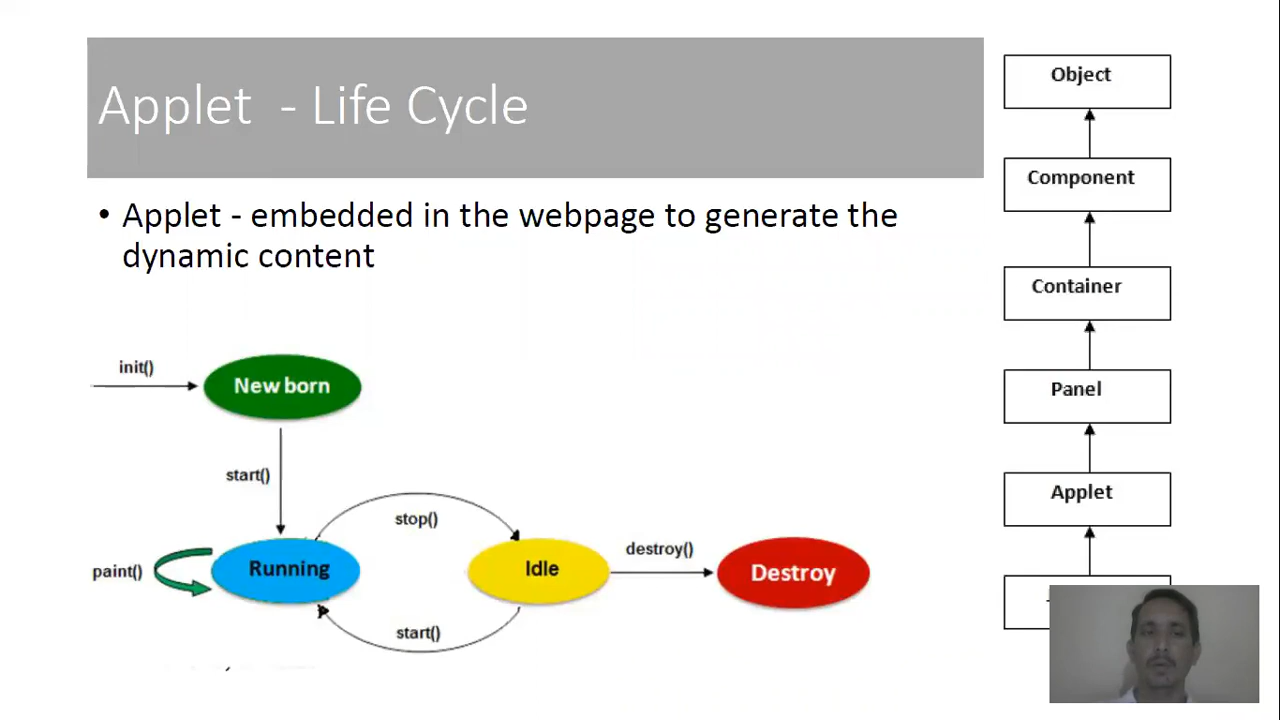 Applet - Life Cycle
• Applet - embedded in the webpage to generate the
dynamic content
init()
New born
start()
stop()
paint()
Running
Idle
destroy()
Destroy
start()
Object
Component
Container
Panel
Applet